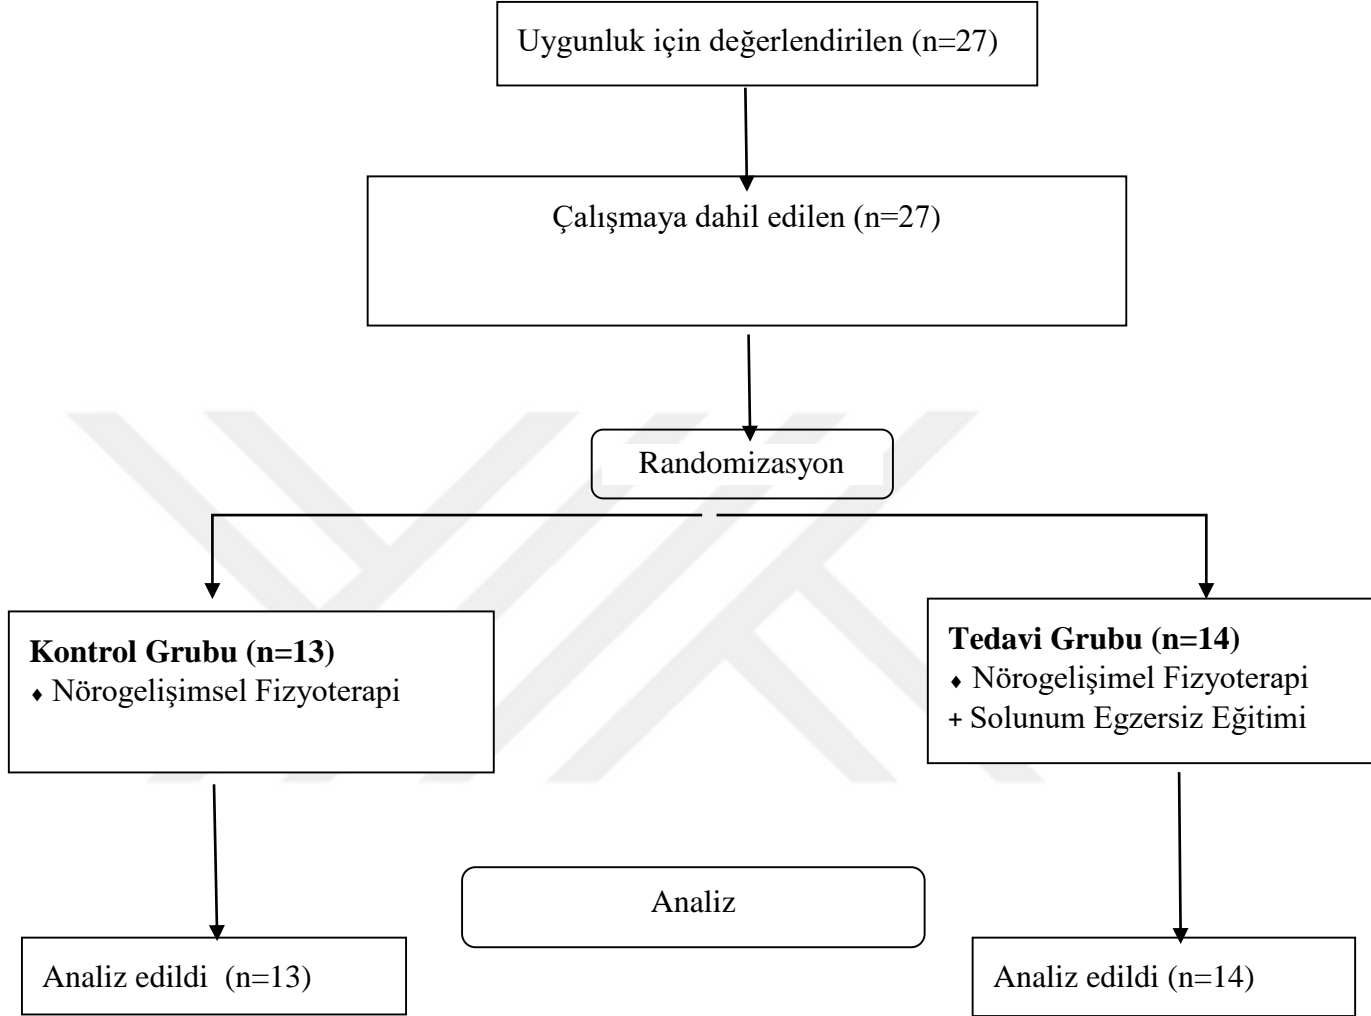 Uygunluk için değerlendirilen (n=27)
Çalışmaya dahil edilen (n=27)
Randomizasyon
Kontrol Grubu (n=13)
♦ Nörogelişimsel Fizyoterapi
Tedavi Grubu (n=14)
♦ Nörogelişimel Fizyoterapi
+ Solunum Egzersiz Eğitimi
Analiz
Analiz edildi (n=13)
Analiz edildi (n=14)